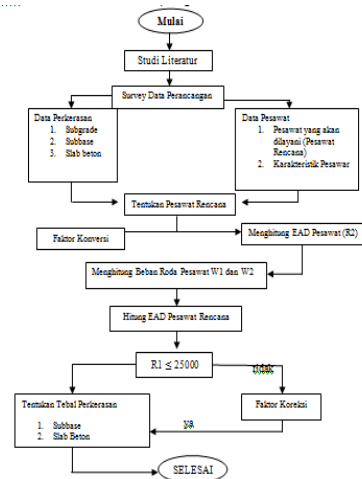 Mulai
Studi Literatur
Survey Data Perancangan
Data Perkerasan
1. Subgrade
2. Subbase
3. Slab beton
Data Pesawat
1. Pesawat yang akan
dilayani (Pesawat
Rencana)
2. Karakteristik Pesawar
Tentukan Pesawat Rencana
Faktor Konversi
Menghitung EAD Pesawat (R2)
Menghitung Beban Roda Pesawat W1 dan W2
Hitung EAD Pesawat Rencana
R1 ≤ 25000
tidak
Tentukan Tebal Perkerasan
1. Subbase
2. Slab Beton
ya
Faktor Koreksi
SELESAI